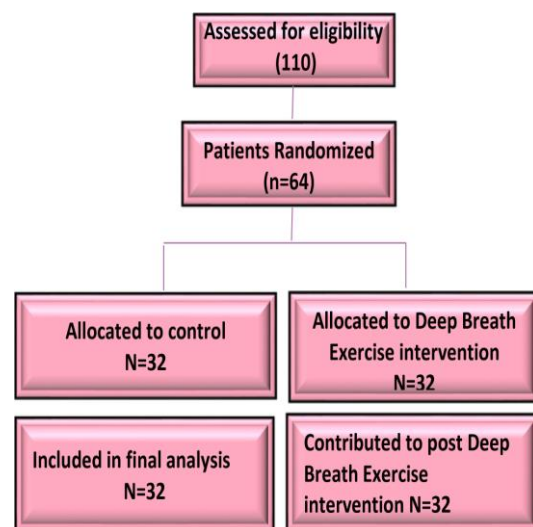 Assessed for eligibility
(110)
Patients Randomized
(n=64)
Allocated to control
N=32
Allocated to Deep Breath
Exercise intervention
N=32
Included in final analysis
N=32
Contributed to post Deep
Breath Exercise
intervention N=32